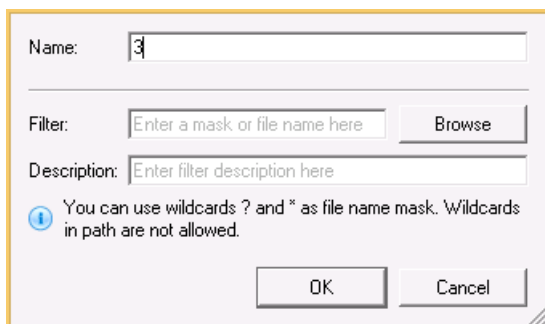 Name: 3
Filter: Enter a mask or file name here Browse
Description: Enter filter description here
You can use wildcards ? and * as file name mask. Wildcards
in path are not allowed.
OK Cancel